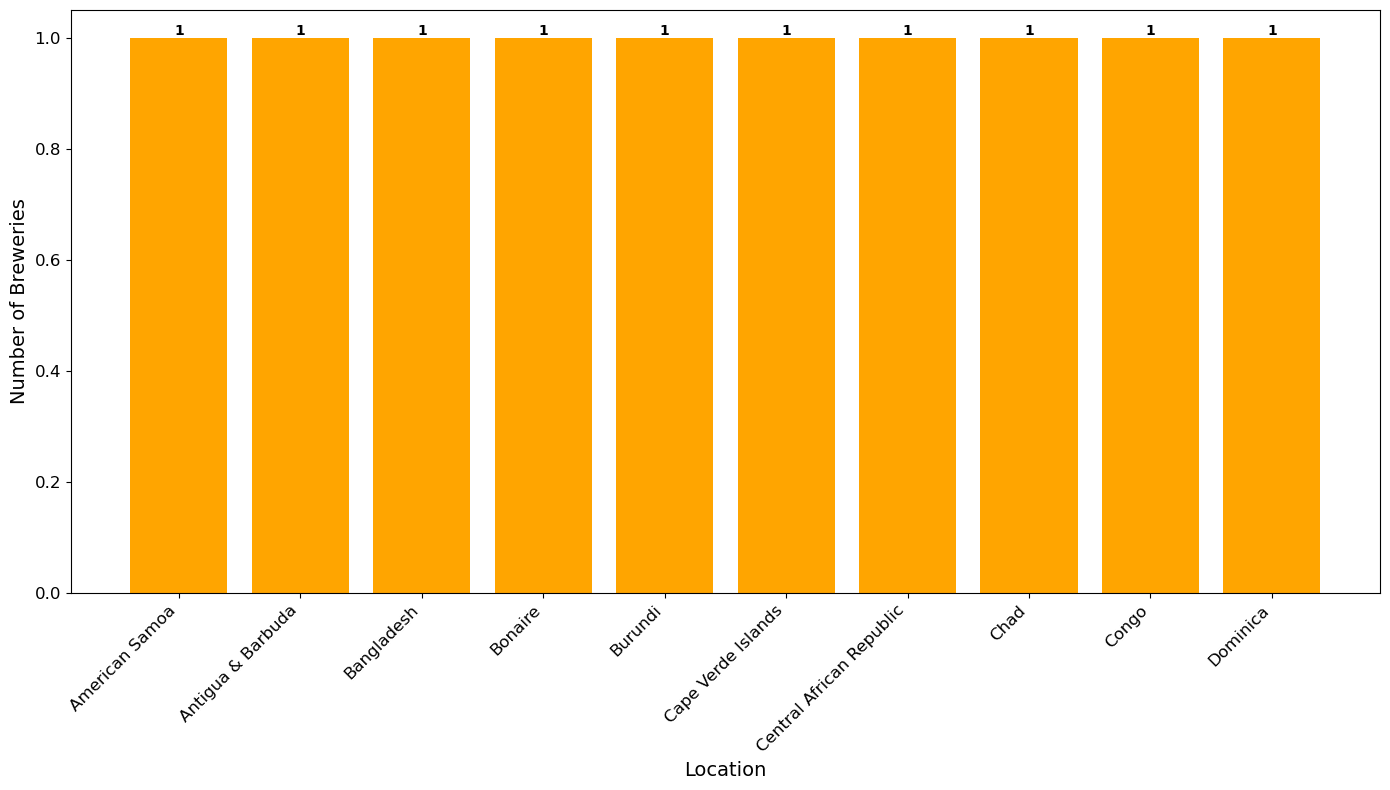 1 1 1 1 1 1 1 1 1 1
1.0
0.8
0.6
0.4
0.2
0.0
Number of Breweries
American Samoa
Antigua & Barbuda
Bangladesh
Bonaire
Burundi
Cape Verde Islands
Central African Republic
Chad
Congo
Dominica
Location